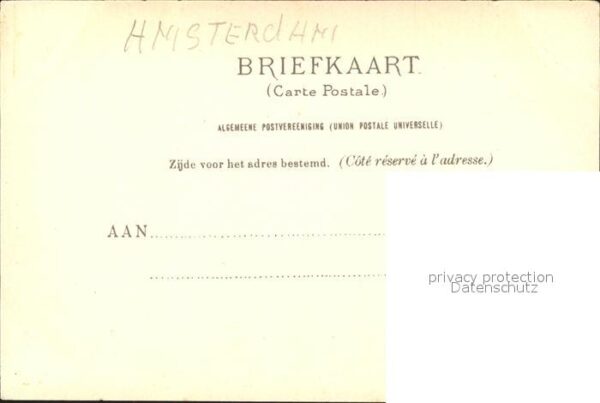 AMSTERDAM
BRIEFKAART.
(Carte Postale.)
ALGEMEENE POSTVEREENIGING (UNION POSTALE UNIVERSELLE)
Zijde voor het adres bestemd. (Côté réservé à l'adresse.)
AAN
privacy protection
Datenschutz